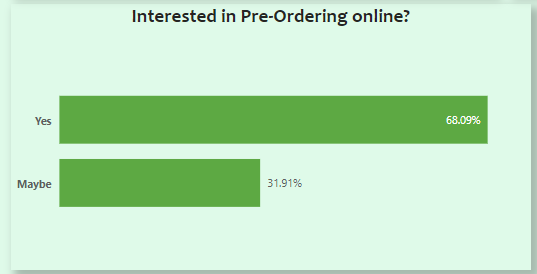 Interested in Pre-Ordering online?
Yes 68.09%
Maybe 31.91%